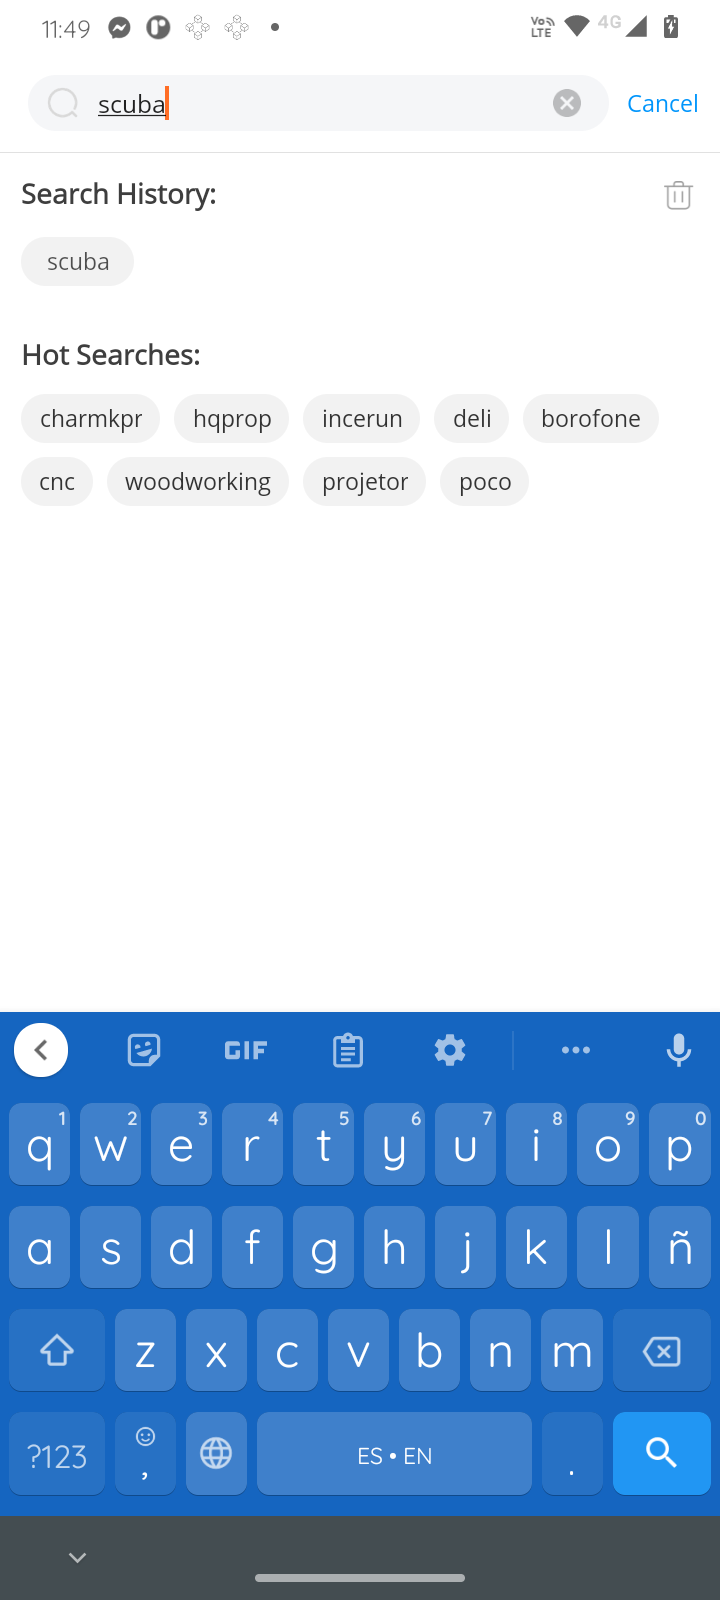 11:49 Vo LTE 4G
scuba Cancel
Search History:
scuba
Hot Searches:
charmkpr hqprop incerun deli borofone
cnc woodworking projetor poco
GIF
1 2 3 4 5 6 7 8 9 0
q w e r t y u i o p
a s d f g h j k l ñ
z x c v b n m
?123 , ES • EN .